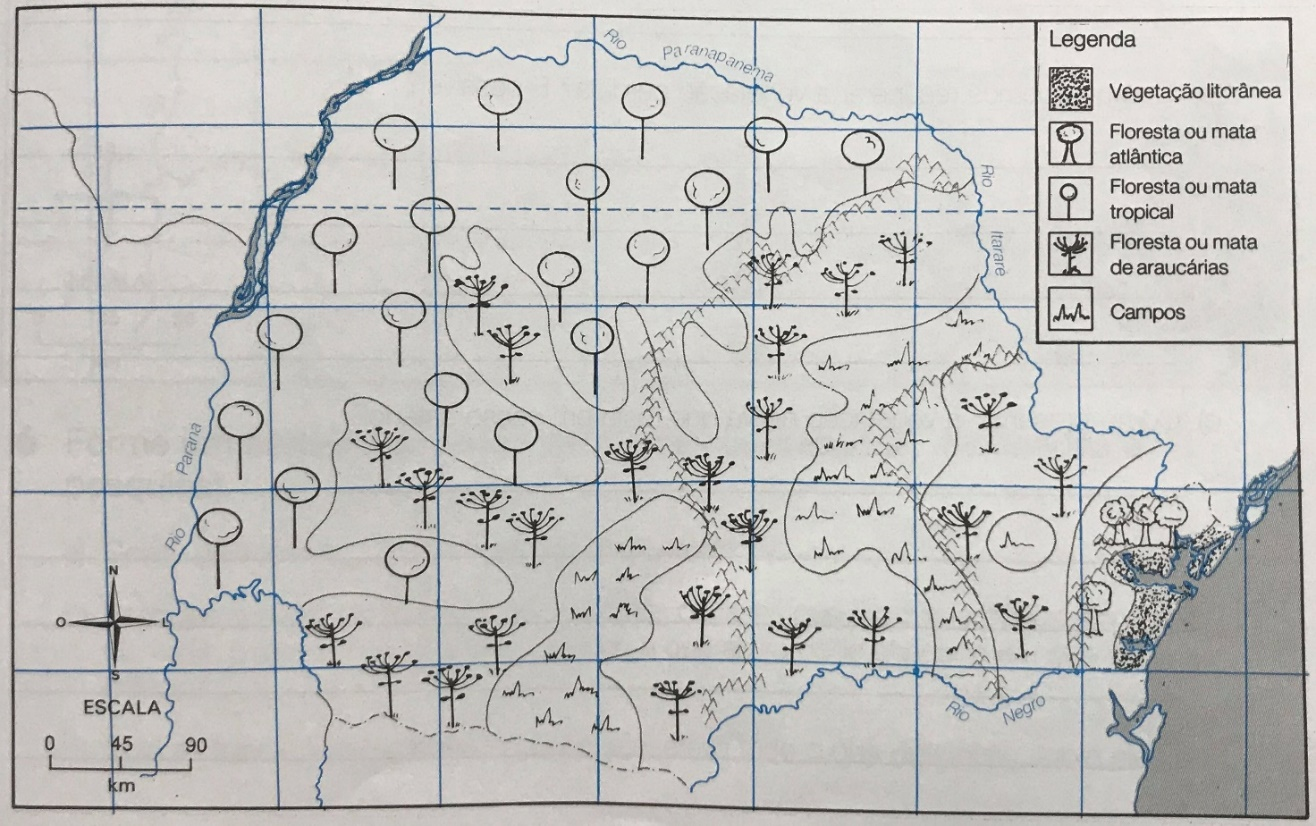 Rio Paranapanema
Legenda
Vegetação litorânea
Floresta ou mata
atlântica
Floresta ou mata
tropical
Floresta ou mata
de araucárias
Campos
Rio Itararé
Rio Paraná
N
O
L
S
ESCALA
0 45 90
km
Rio Negro